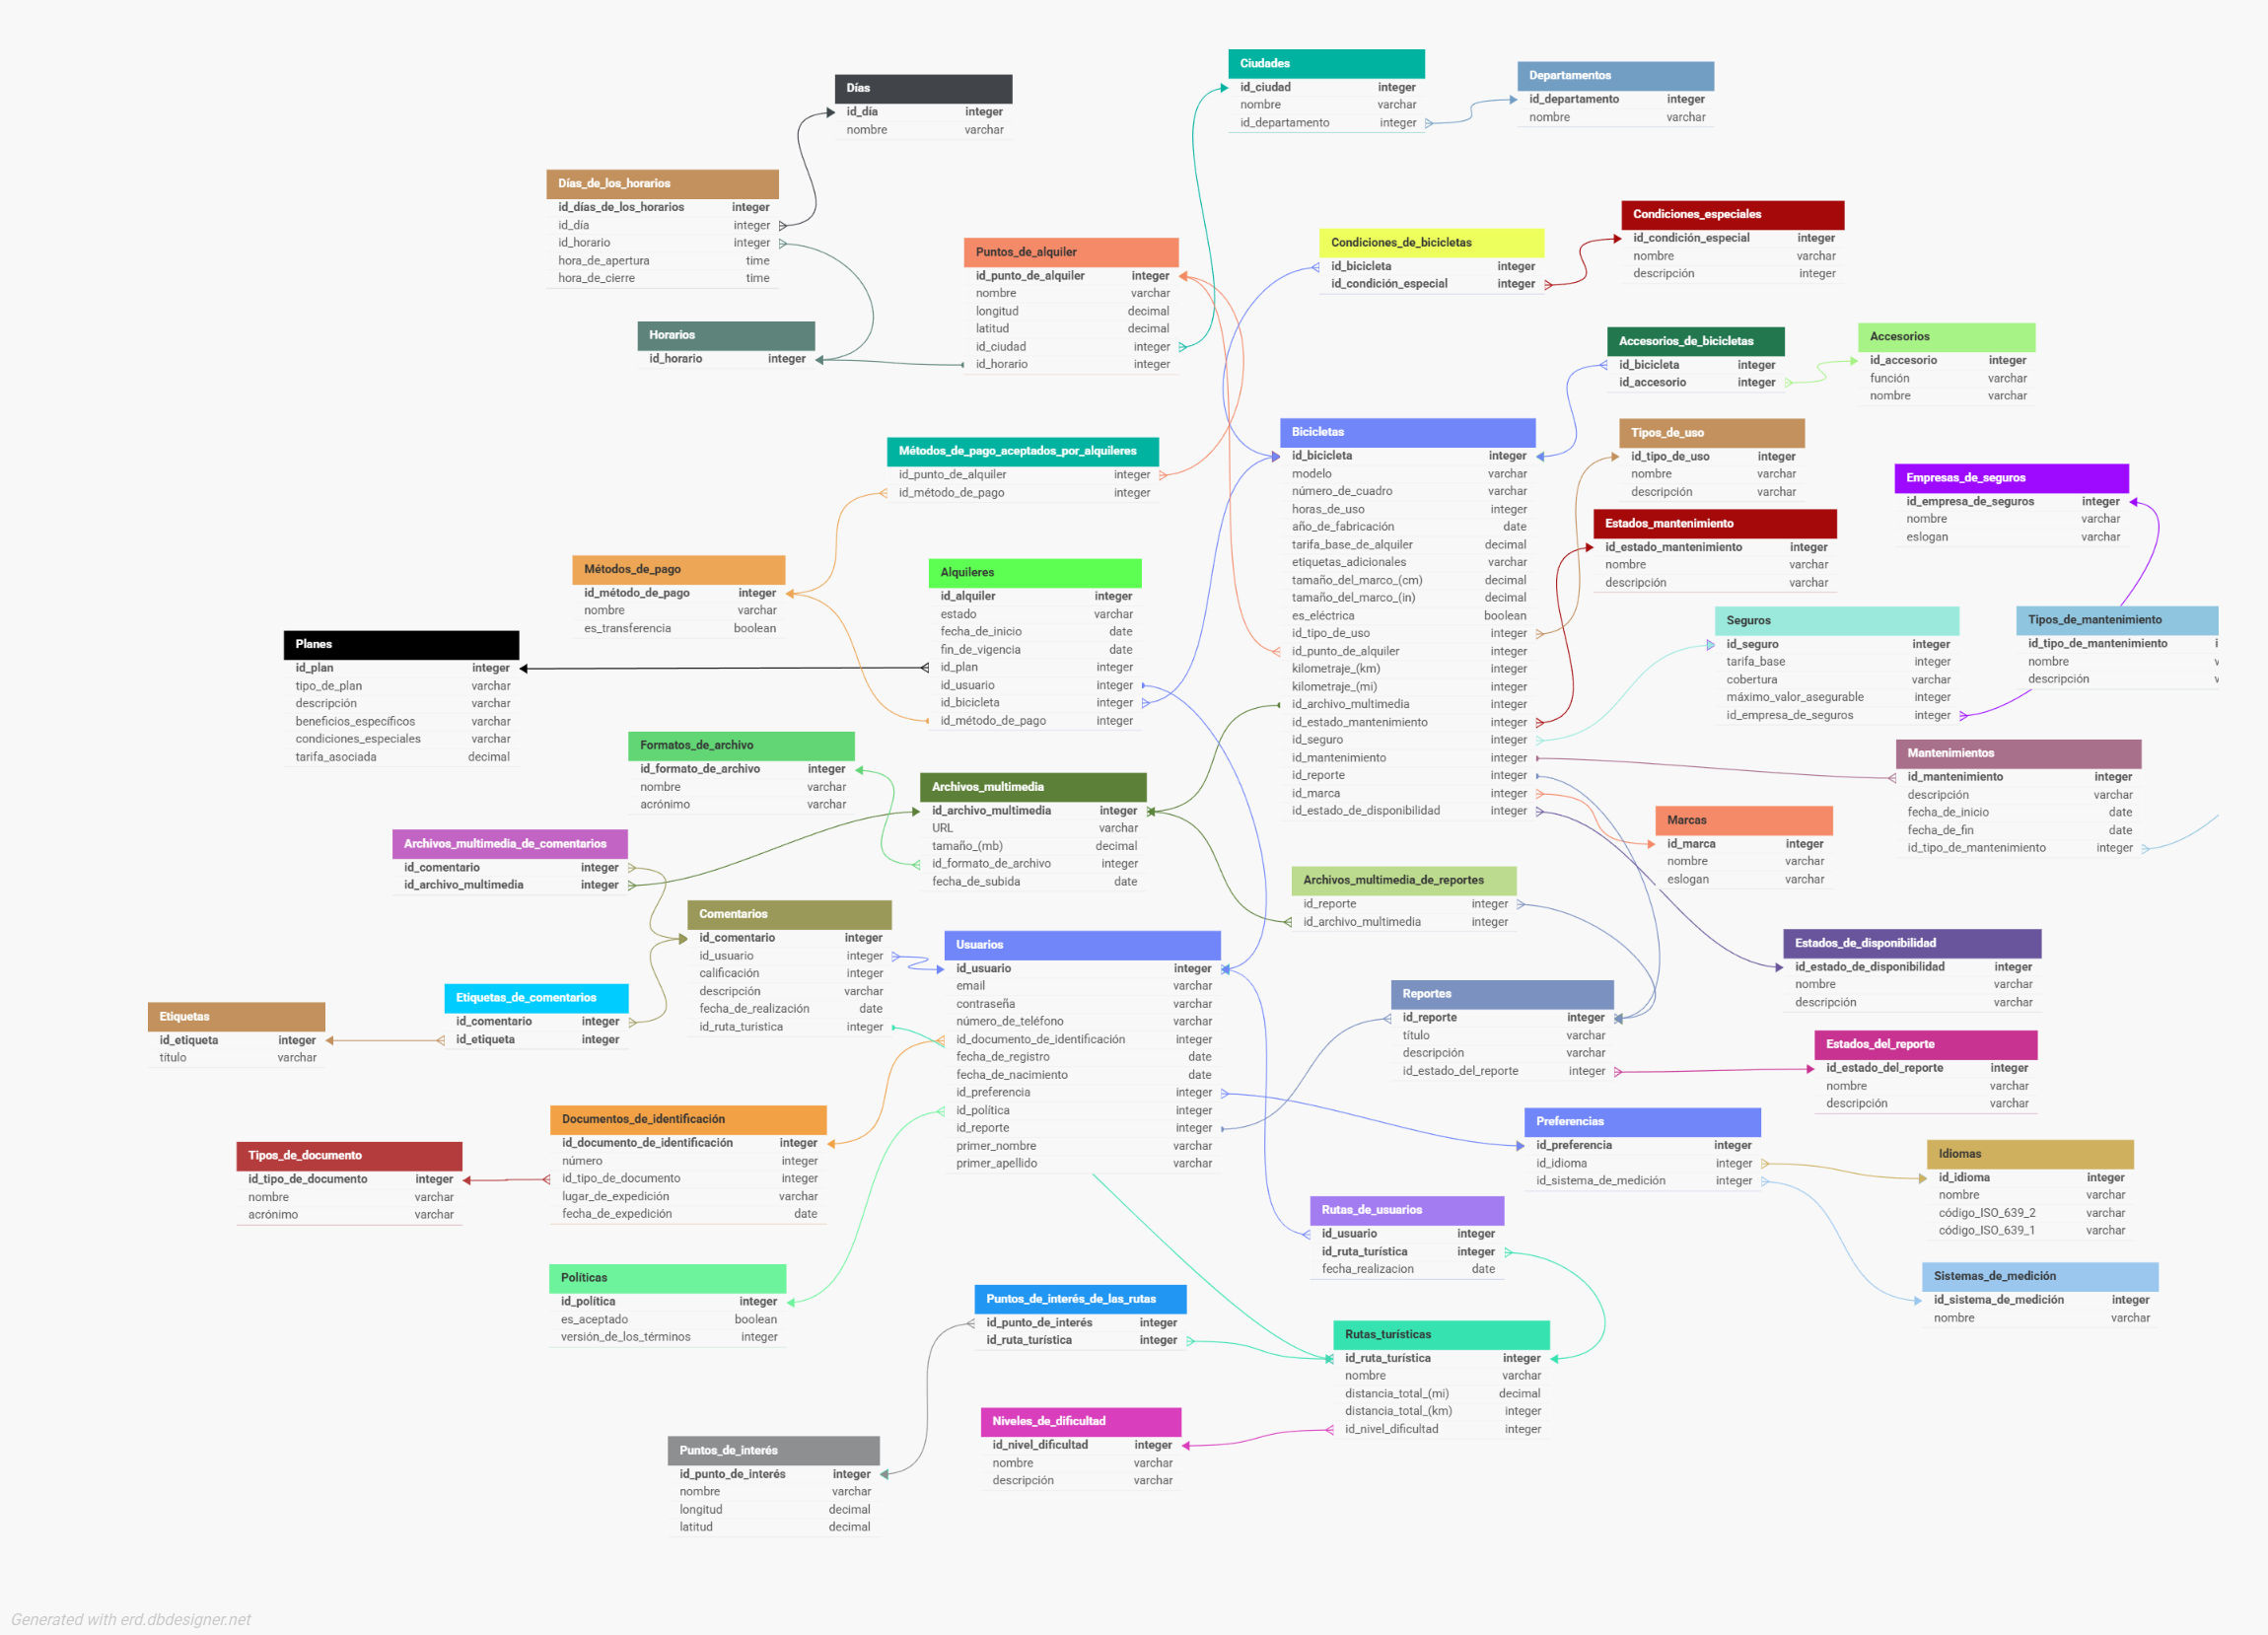 Ciudades
id_ciudad integer
nombre varchar
id_departamento integer
Departamentos
id_departamento integer
nombre varchar
Días
id_día integer
nombre varchar
Días_de_los_horarios
id_días_de_los_horarios integer
id_día integer
id_horario integer
hora_de_apertura time
hora_de_cierre time
Condiciones_especiales
id_condición_especial integer
nombre varchar
descripción integer
Condiciones_de_bicicletas
id_bicicleta integer
id_condición_especial integer
Puntos_de_alquiler
id_punto_de_alquiler integer
nombre varchar
longitud decimal
latitud decimal
id_ciudad integer
id_horario integer
Horarios
id_horario integer
Accesorios_de_bicicletas
id_bicicleta integer
id_accesorio integer
Accesorios
id_accesorio integer
función varchar
nombre varchar
Métodos_de_pago_aceptados_por_alquileres
id_punto_de_alquiler integer
id_método_de_pago integer
Bicicletas
id_bicicleta integer
modelo varchar
número_de_cuadro varchar
horas_de_uso integer
año_de_fabricación date
tarifa_base_de_alquiler decimal
etiquetas_adicionales varchar
tamaño_del_marco_(cm) decimal
tamaño_del_marco_(in) decimal
es_eléctrica boolean
id_tipo_de_uso integer
id_punto_de_alquiler integer
kilometraje_(km) integer
kilometraje_(mi) integer
id_archivo_multimedia integer
id_estado_mantenimiento integer
id_seguro integer
id_mantenimiento integer
id_reporte integer
id_marca integer
id_estado_de_disponibilidad integer
Tipos_de_uso
id_tipo_de_uso integer
nombre varchar
descripción varchar
Empresas_de_seguros
id_empresa_de_seguros integer
nombre varchar
eslogan varchar
Estados_mantenimiento
id_estado_mantenimiento integer
nombre varchar
descripción varchar
Métodos_de_pago
id_método_de_pago integer
nombre varchar
es_transferencia boolean
Alquileres
id_alquiler integer
estado varchar
fecha_de_inicio date
fin_de_vigencia date
id_plan integer
id_usuario integer
id_bicicleta integer
id_método_de_pago integer
Planes
id_plan integer
tipo_de_plan varchar
descripción varchar
beneficios_específicos varchar
condiciones_especiales varchar
tarifa_asociada decimal
Seguros
id_seguro integer
tarifa_base integer
cobertura varchar
máximo_valor_asegurable integer
id_empresa_de_seguros integer
Tipos_de_mantenimiento
id_tipo_de_mantenimiento
nombre
descripción
Formatos_de_archivo
id_formato_de_archivo integer
nombre varchar
acrónimo varchar
Archivos_multimedia
id_archivo_multimedia integer
URL varchar
tamaño_(mb) decimal
id_formato_de_archivo integer
fecha_de_subida date
Mantenimientos
id_mantenimiento integer
descripción varchar
fecha_de_inicio date
fecha_de_fin date
id_tipo_de_mantenimiento integer
Marcas
id_marca integer
nombre varchar
eslogan varchar
Archivos_multimedia_de_comentarios
id_comentario integer
id_archivo_multimedia integer
Archivos_multimedia_de_reportes
id_reporte integer
id_archivo_multimedia integer
Comentarios
id_comentario integer
id_usuario integer
calificación integer
descripción varchar
fecha_de_realización date
id_ruta_turistica integer
Usuarios
id_usuario integer
email varchar
contraseña varchar
número_de_teléfono varchar
id_documento_de_identificación integer
fecha_de_registro date
fecha_de_nacimiento date
id_preferencia integer
id_política integer
id_reporte integer
primer_nombre varchar
primer_apellido varchar
Estados_de_disponibilidad
id_estado_de_disponibilidad integer
nombre varchar
descripción varchar
Etiquetas_de_comentarios
id_comentario integer
id_etiqueta integer
Etiquetas
id_etiqueta integer
título varchar
Reportes
id_reporte integer
título varchar
descripción varchar
id_estado_del_reporte integer
Estados_del_reporte
id_estado_del_reporte integer
nombre varchar
descripción varchar
Documentos_de_identificación
id_documento_de_identificación integer
número integer
id_tipo_de_documento integer
lugar_de_expedición varchar
fecha_de_expedición date
Tipos_de_documento
id_tipo_de_documento integer
nombre varchar
acrónimo varchar
Preferencias
id_preferencia integer
id_idioma integer
id_sistema_de_medición integer
Idiomas
id_idioma integer
nombre varchar
código_ISO_639_2 varchar
código_ISO_639_1 varchar
Rutas_de_usuarios
id_usuario integer
id_ruta_turística integer
fecha_realizacion date
Políticas
id_política integer
es_aceptado boolean
versión_de_los_términos integer
Sistemas_de_medición
id_sistema_de_medición integer
nombre varchar
Puntos_de_interés_de_las_rutas
id_punto_de_interés integer
id_ruta_turística integer
Rutas_turísticas
id_ruta_turística integer
nombre varchar
distancia_total_(mi) decimal
distancia_total_(km) integer
id_nivel_dificultad integer
Niveles_de_dificultad
id_nivel_dificultad integer
nombre varchar
descripción varchar
Puntos_de_interés
id_punto_de_interés integer
nombre varchar
longitud decimal
latitud decimal
Generated with erd.dbdesigner.net